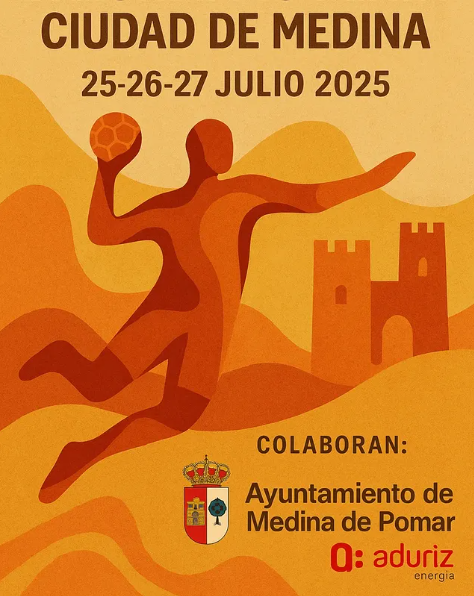 CIUDAD DE MEDINA
25-26-27 JULIO 2025
COLABORAN:
Ayuntamiento de
Medina de Pomar
a: aduriz
energia